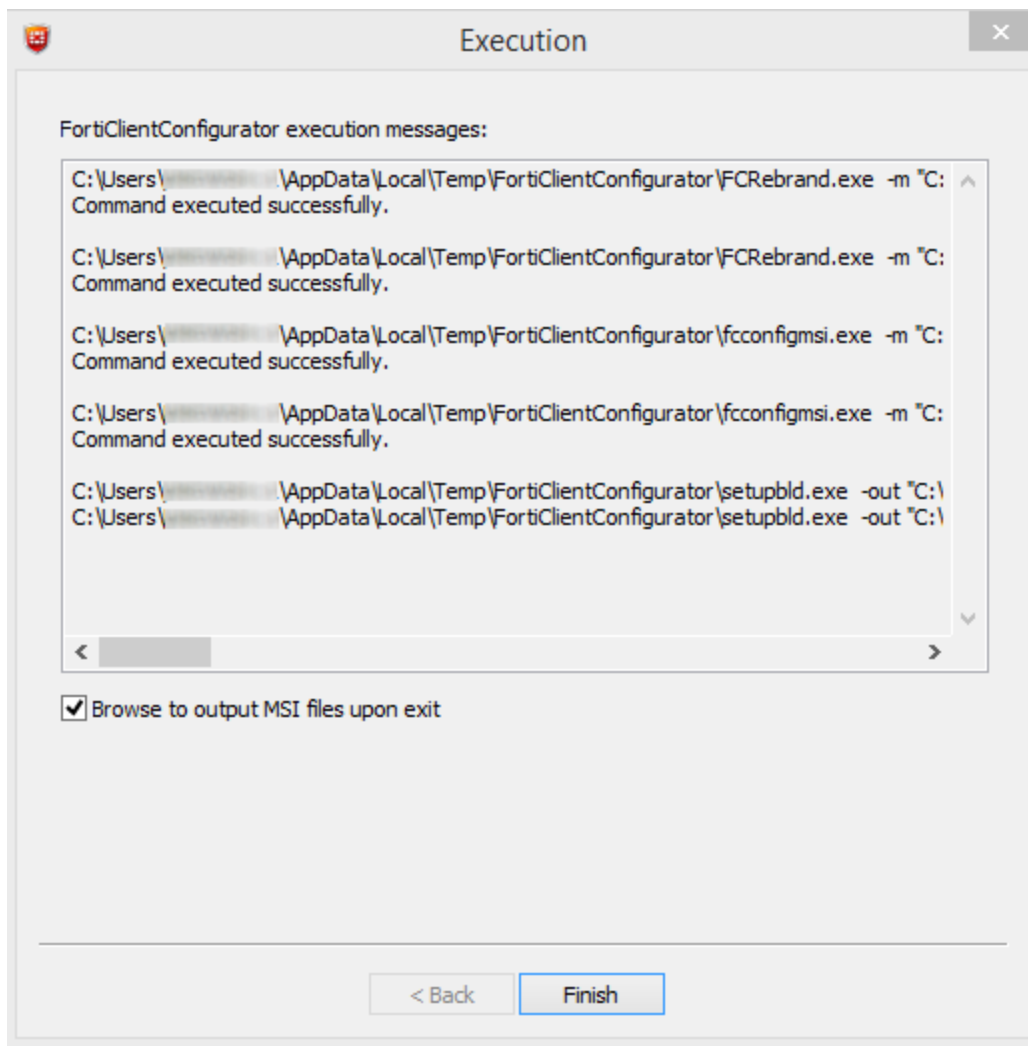 Execution
FortiClientConfigurator execution messages:
C:\Users\ \AppData\Local\Temp\FortiClientConfigurator\FCRebrand.exe -m "C:
Command executed successfully.
C:\Users\ \AppData\Local\Temp\FortiClientConfigurator\FCRebrand.exe -m "C:
Command executed successfully.
C:\Users\ \AppData\Local\Temp\FortiClientConfigurator\fcconfigmsi.exe -m "C:
Command executed successfully.
C:\Users\ \AppData\Local\Temp\FortiClientConfigurator\fcconfigmsi.exe -m "C:
Command executed successfully.
C:\Users\ \AppData\Local\Temp\FortiClientConfigurator\setupbld.exe -out "C:\
C:\Users\ \AppData\Local\Temp\FortiClientConfigurator\setupbld.exe -out "C:\
Browse to output MSI files upon exit
< Back
Finish